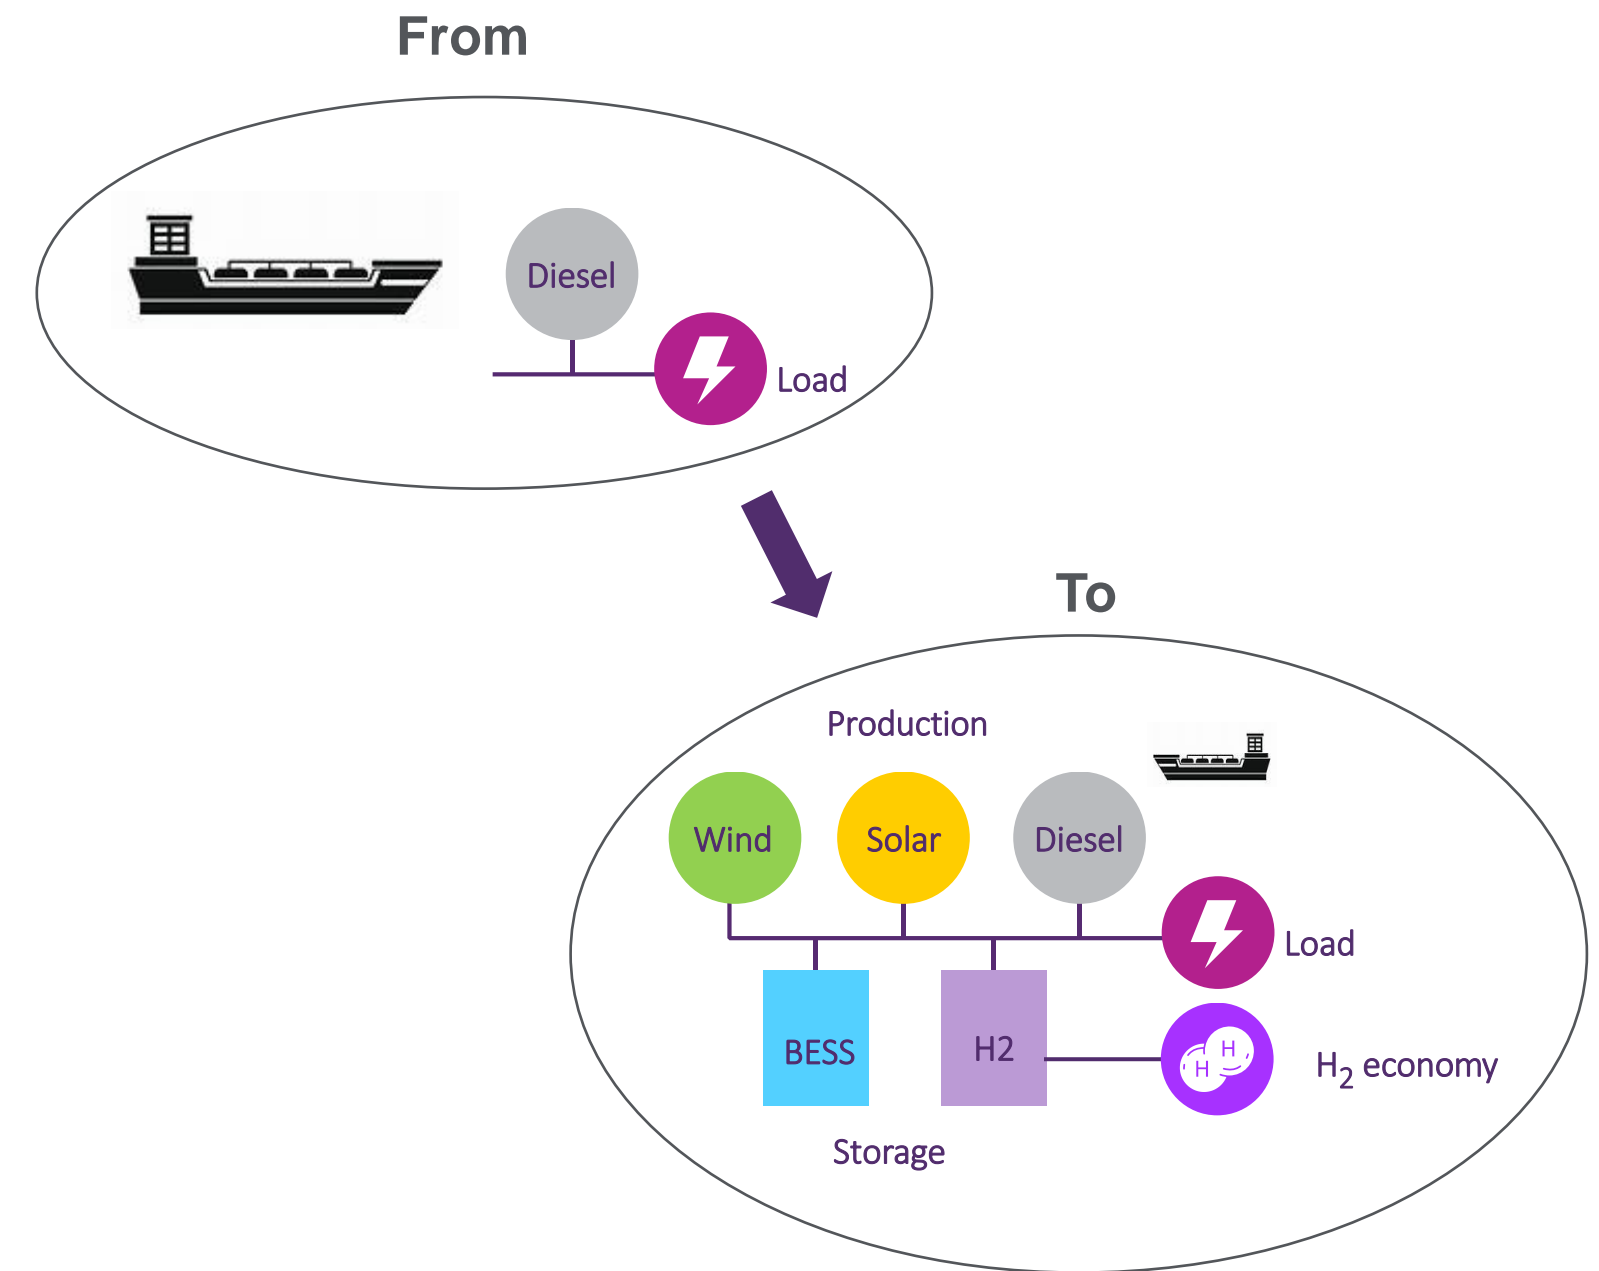 From
Diesel
Load
To
Production
Wind
Solar
Diesel
Load
BESS
H2
H H
H₂ economy
Storage